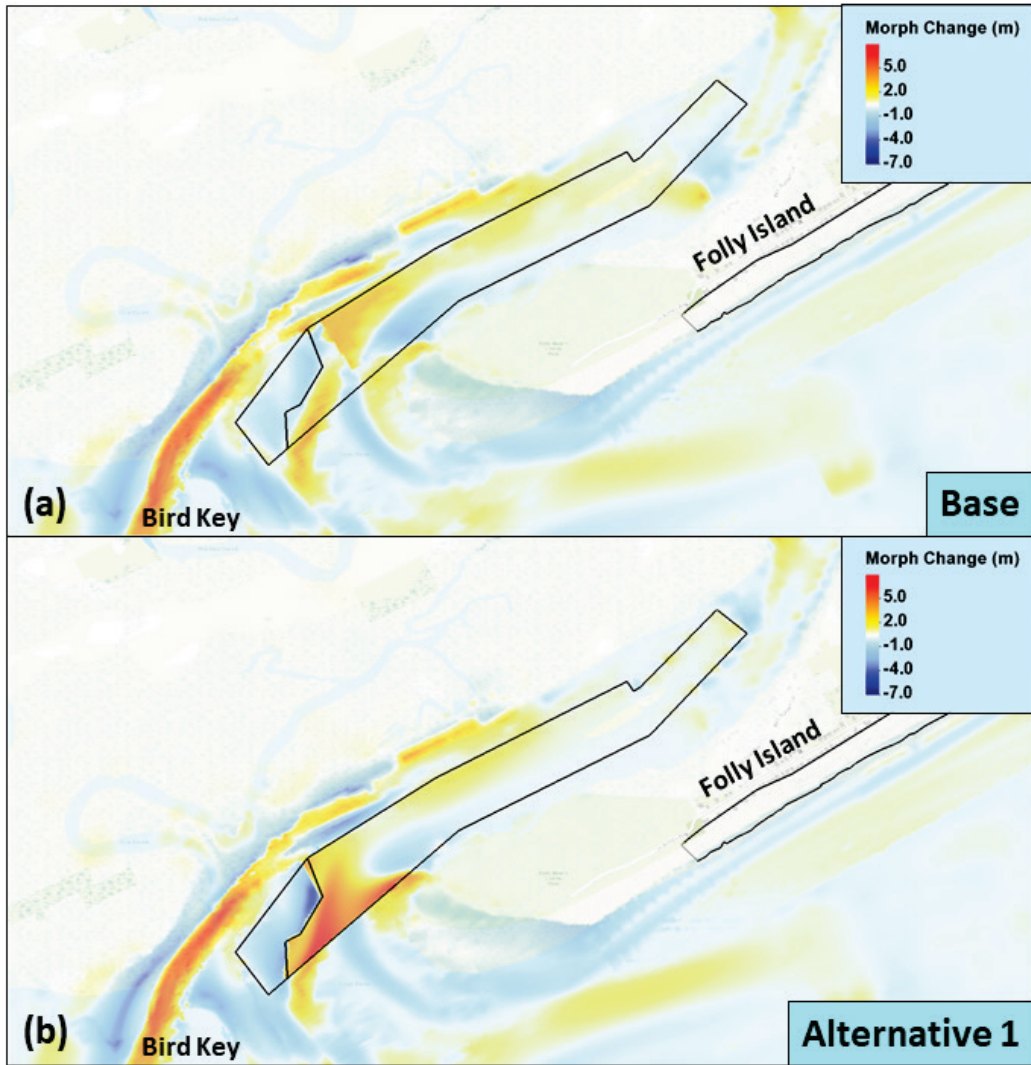 Morph Change (m)
5.0
2.0
-1.0
-4.0
-7.0
Folly Island
(a)
Bird Key
Base
Morph Change (m)
5.0
2.0
-1.0
-4.0
-7.0
Folly Island
(b)
Bird Key
Alternative 1